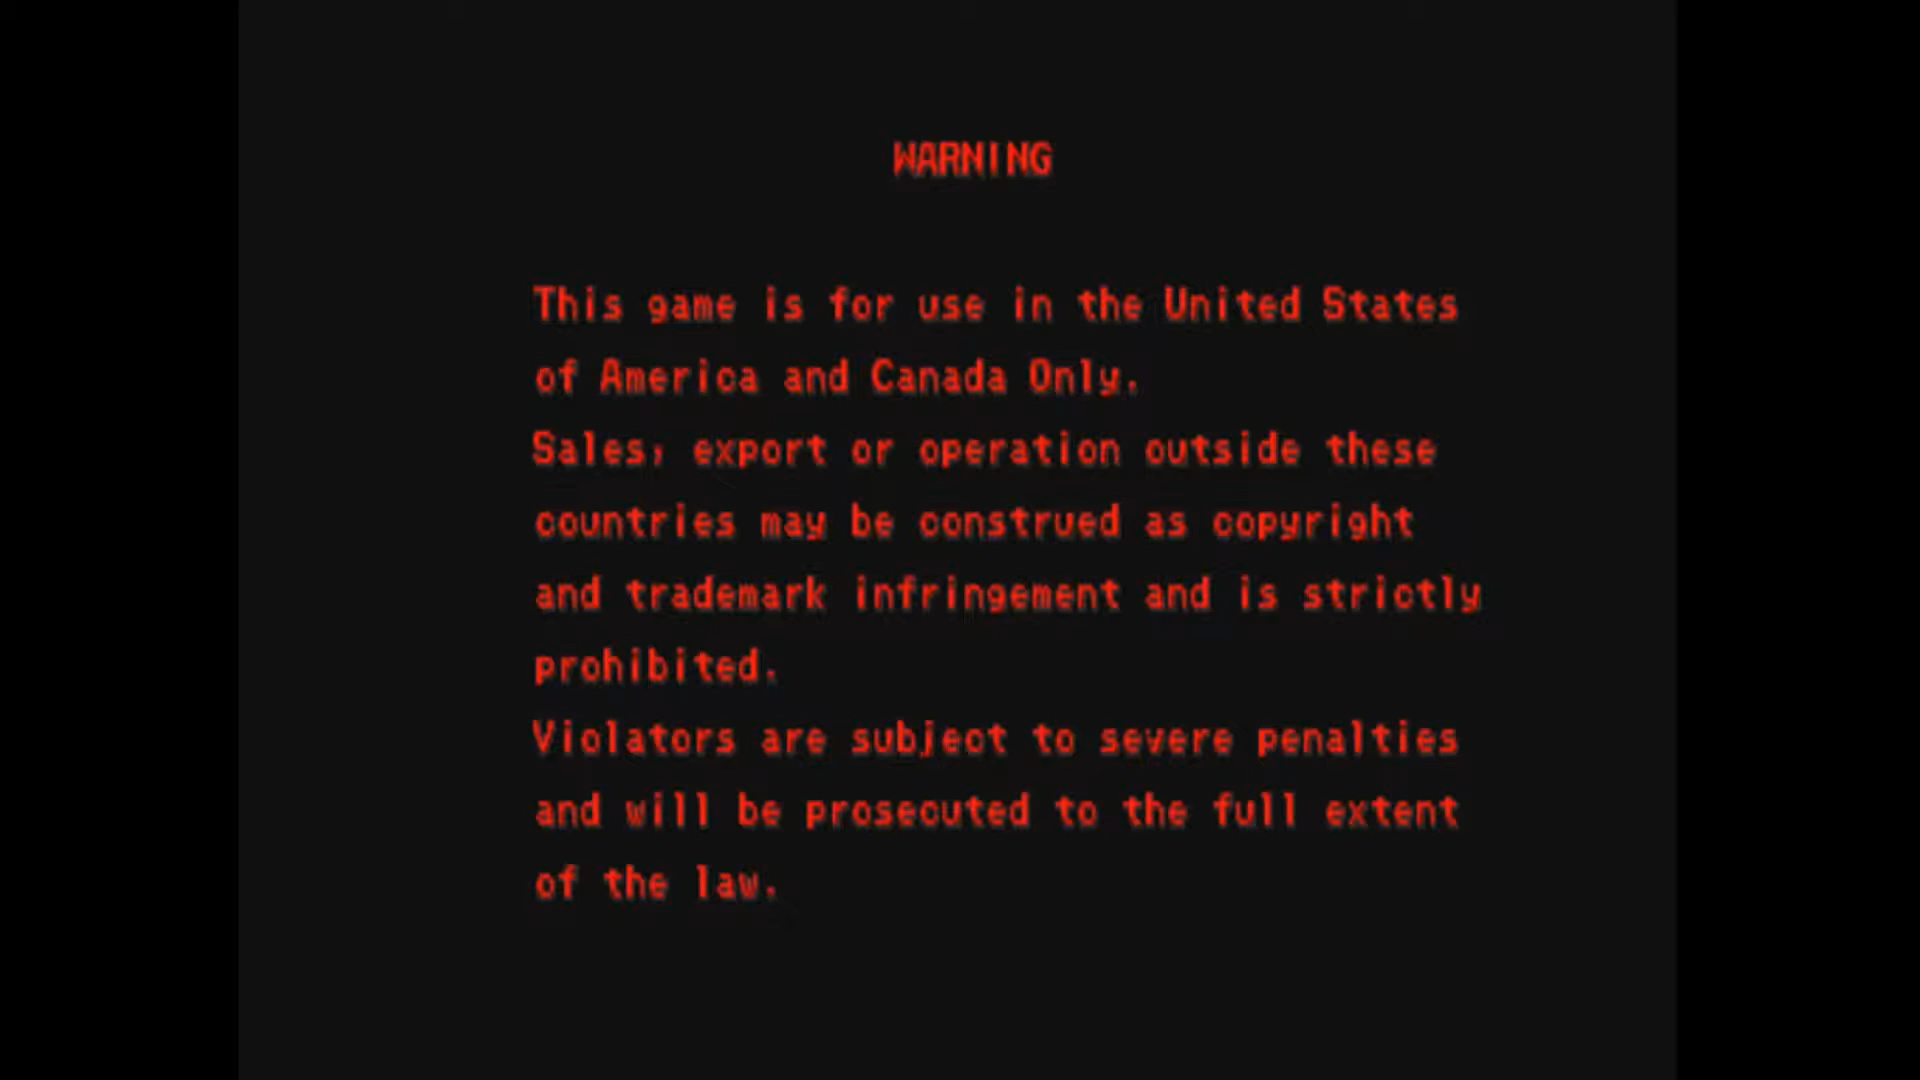 WARNING
This game is for use in the United States
of America and Canada Only.
Sales, export or operation outside these
countries may be construed as copyright
and trademark infringement and is strictly
prohibited.
Violators are subject to severe penalties
and will be prosecuted to the full extent
of the law.